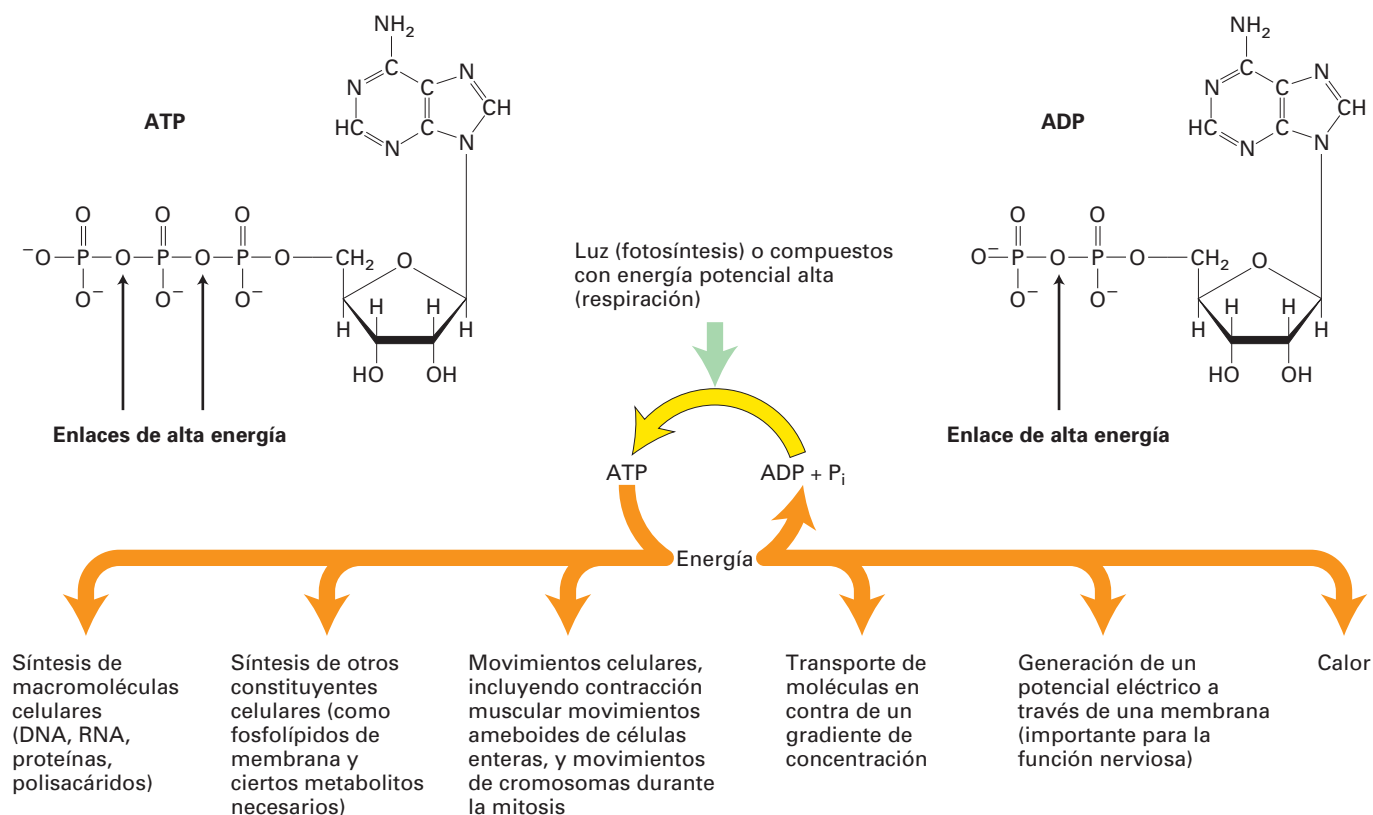 NH₂
N
C
C
N
CH
HC
N
C
N
ATP
O
O
O
⁻O—P—O—P—O—P—O—CH₂
O
O⁻
O⁻
O⁻
H
H
H
H
HO
OH
Enlaces de alta energía
NH₂
N
C
C
N
CH
HC
N
C
N
ADP
O
O
O⁻—P—O—P—O—CH₂
O
O⁻
O⁻
H
H
H
H
HO
OH
Enlace de alta energía
Luz (fotosíntesis) o compuestos
con energía potencial alta
(respiración)
ATP
ADP + Pᵢ
Energía
Síntesis de
macromoléculas
celulares
(DNA, RNA,
proteínas,
polisacáridos)
Síntesis de otros
constituyentes
celulares (como
fosfolípidos de
membrana y
ciertos metabolitos
necesarios)
Movimientos celulares,
incluyendo contracción
muscular movimientos
ameboides de células
enteras, y movimientos
de cromosomas durante
la mitosis
Transporte de
moléculas en
contra de un
gradiente de
concentración
Generación de un
potencial eléctrico a
través de una membrana
(importante para la
función nerviosa)
Calor